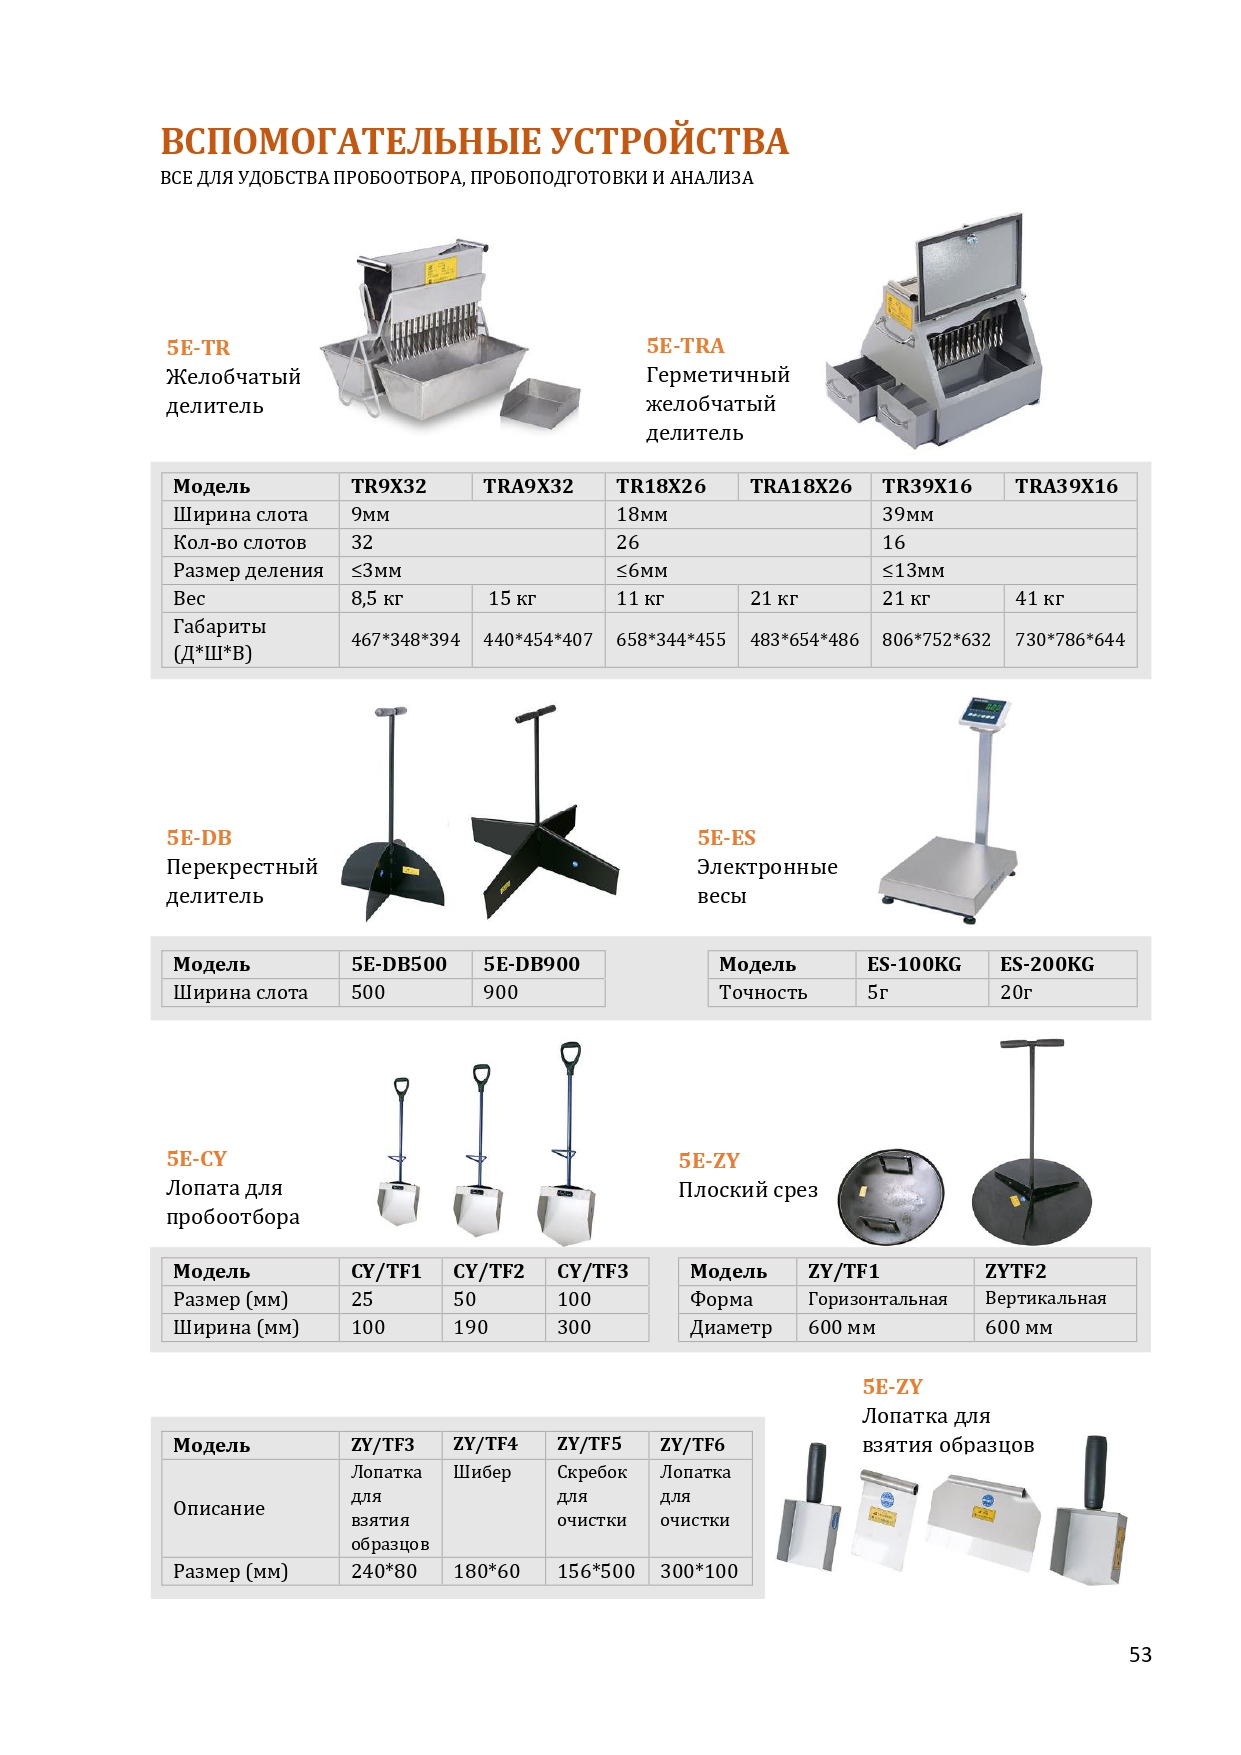 ВСПОМОГАТЕЛЬНЫЕ УСТРОЙСТВА
ВСЕ ДЛЯ УДОБСТВА ПРОБООТБОРА, ПРОБОПОДГОТОВКИ И АНАЛИЗА
5E-TR
Желобчатый
делитель
5E-TRA
Герметичный
желобчатый
делитель
Модель TR9X32 TRA9X32 TR18X26 TRA18X26 TR39X16 TRA39X16
Ширина слота 9мм 18мм 39мм
Кол-во слотов 32 26 16
Размер деления ≤3мм ≤6мм ≤13мм
Вес 8,5 кг 15 кг 11 кг 21 кг 21 кг 41 кг
Габариты
(Д*Ш*В) 467*348*394 440*454*407 658*344*455 483*654*486 806*752*632 730*786*644
5E-DB
Перекрестный
делитель
5E-ES
Электронные
весы
Модель 5E-DB500 5E-DB900
Ширина слота 500 900
Модель ES-100KG ES-200KG
Точность 5г 20г
5E-CY
Лопата для
пробоотбора
5E-ZY
Плоский срез
Модель CY/TF1 CY/TF2 CY/TF3
Размер (мм) 25 50 100
Ширина (мм) 100 190 300
Модель ZY/TF1 ZYTF2
Форма Горизонтальная Вертикальная
Диаметр 600 мм 600 мм
5E-ZY
Лопатка для
взятия образцов
Модель ZY/TF3 ZY/TF4 ZY/TF5 ZY/TF6
Описание Лопатка для взятия образцов Шибер Скребок для очистки Лопатка для очистки
Размер (мм) 240*80 180*60 156*500 300*100
53